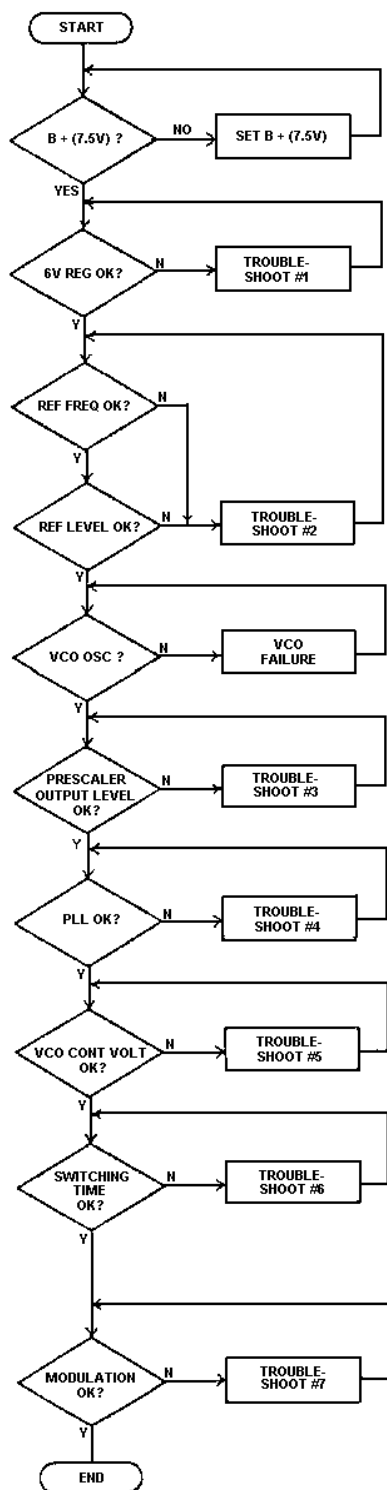 START
B + (7.5V) ?
NO
SET B + (7.5V)
YES
6V REG OK?
N
TROUBLE-
SHOOT #1
Y
REF FREQ OK?
N
Y
REF LEVEL OK?
N
TROUBLE-
SHOOT #2
Y
VCO OSC ?
N
VCO
FAILURE
Y
PRESCALER
OUTPUT LEVEL
OK?
N
TROUBLE-
SHOOT #3
Y
PLL OK?
N
TROUBLE-
SHOOT #4
Y
VCO CONT VOLT
OK?
N
TROUBLE-
SHOOT #5
Y
SWITCHING
TIME
OK?
N
TROUBLE-
SHOOT #6
Y
MODULATION
OK?
N
TROUBLE-
SHOOT #7
Y
END